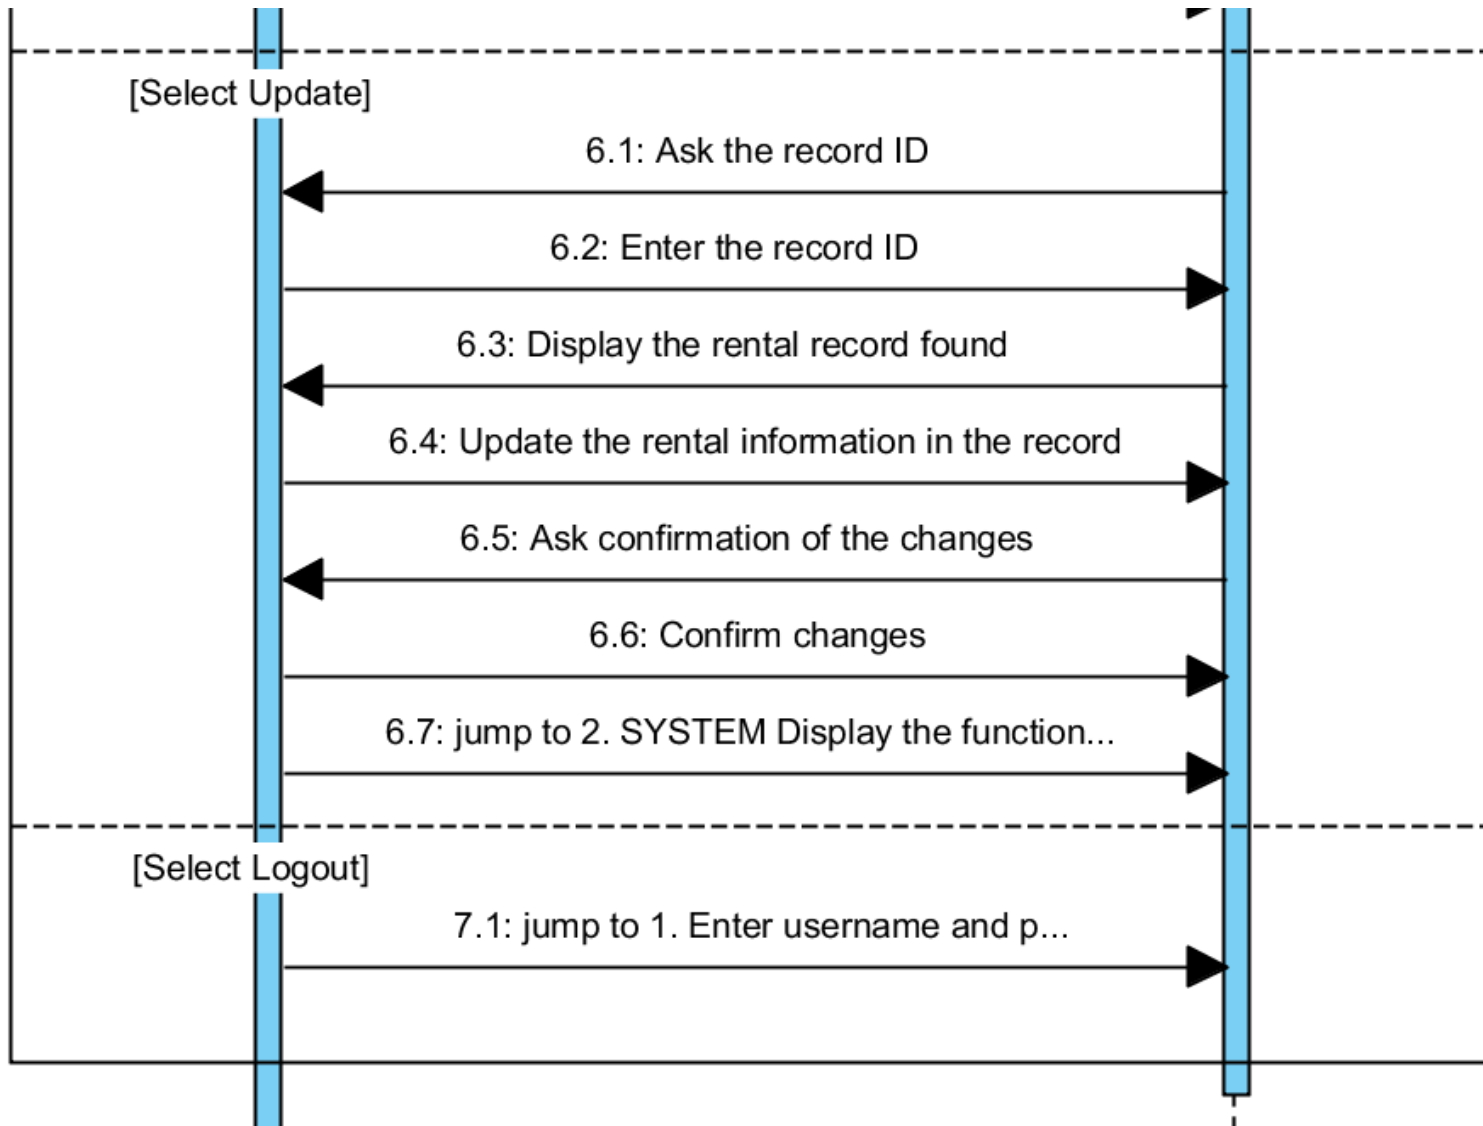 [Select Update]
6.1: Ask the record ID
6.2: Enter the record ID
6.3: Display the rental record found
6.4: Update the rental information in the record
6.5: Ask confirmation of the changes
6.6: Confirm changes
6.7: jump to 2. SYSTEM Display the function...
[Select Logout]
7.1: jump to 1. Enter username and p...